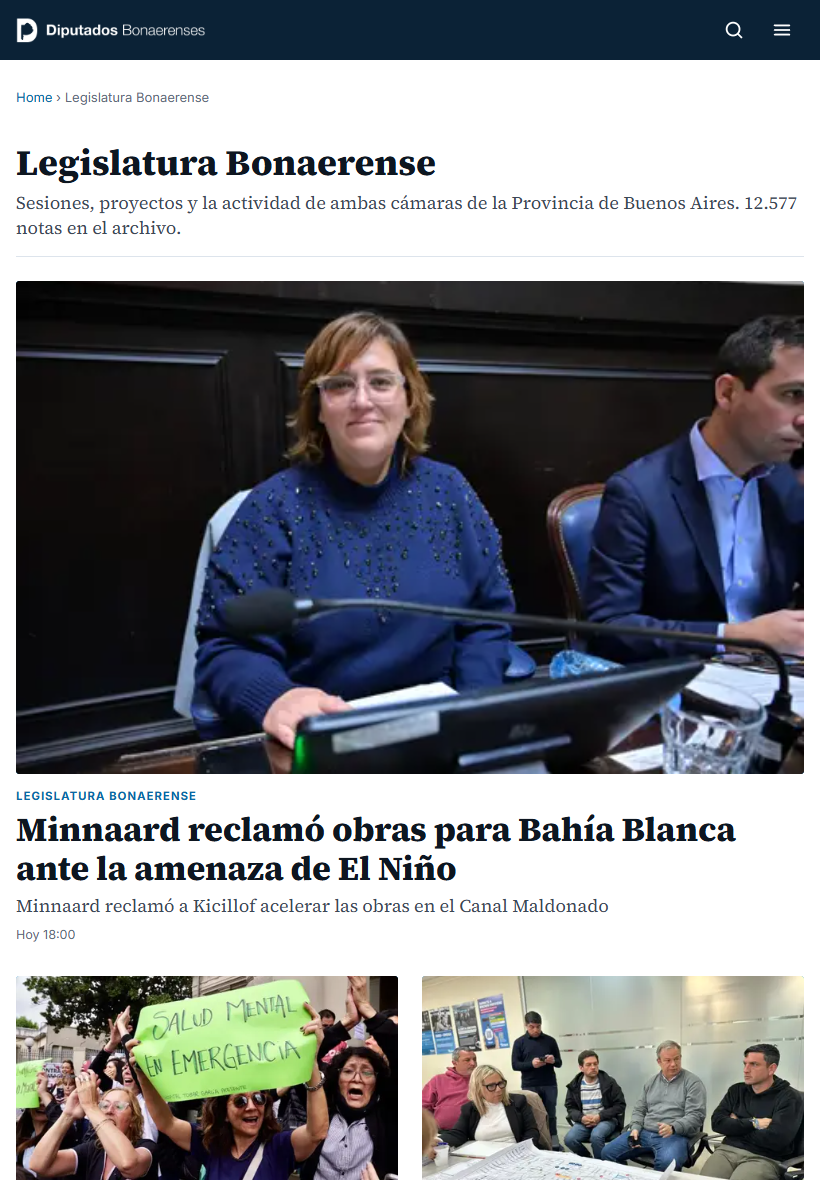 Diputados Bonaerenses
Home › Legislatura Bonaerense
Legislatura Bonaerense
Sesiones, proyectos y la actividad de ambas cámaras de la Provincia de Buenos Aires. 12.577
notas en el archivo.
LEGISLATURA BONAERENSE
Minnaard reclamó obras para Bahía Blanca
ante la amenaza de El Niño
Minnaard reclamó a Kicillof acelerar las obras en el Canal Maldonado
Hoy 18:00
SALUD MENTAL
EN EMERGENCIA